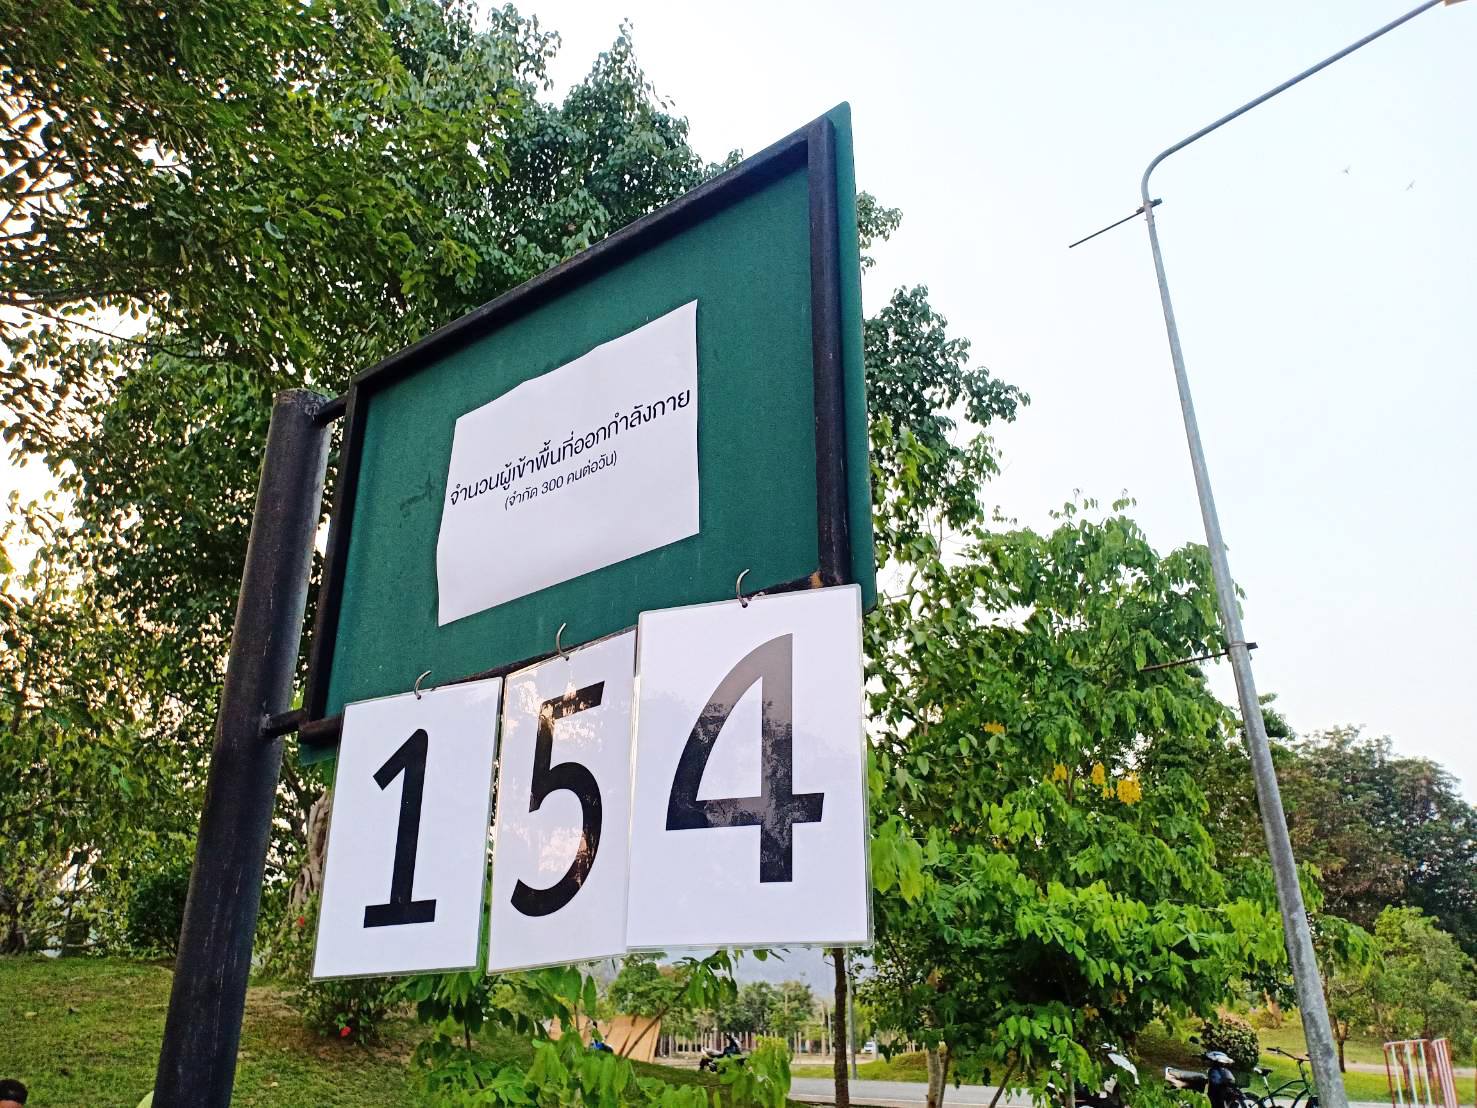 จำนวนผู้เข้าพื้นที่ออกกำลังกาย
(จำกัด 300 คนต่อวัน)
154